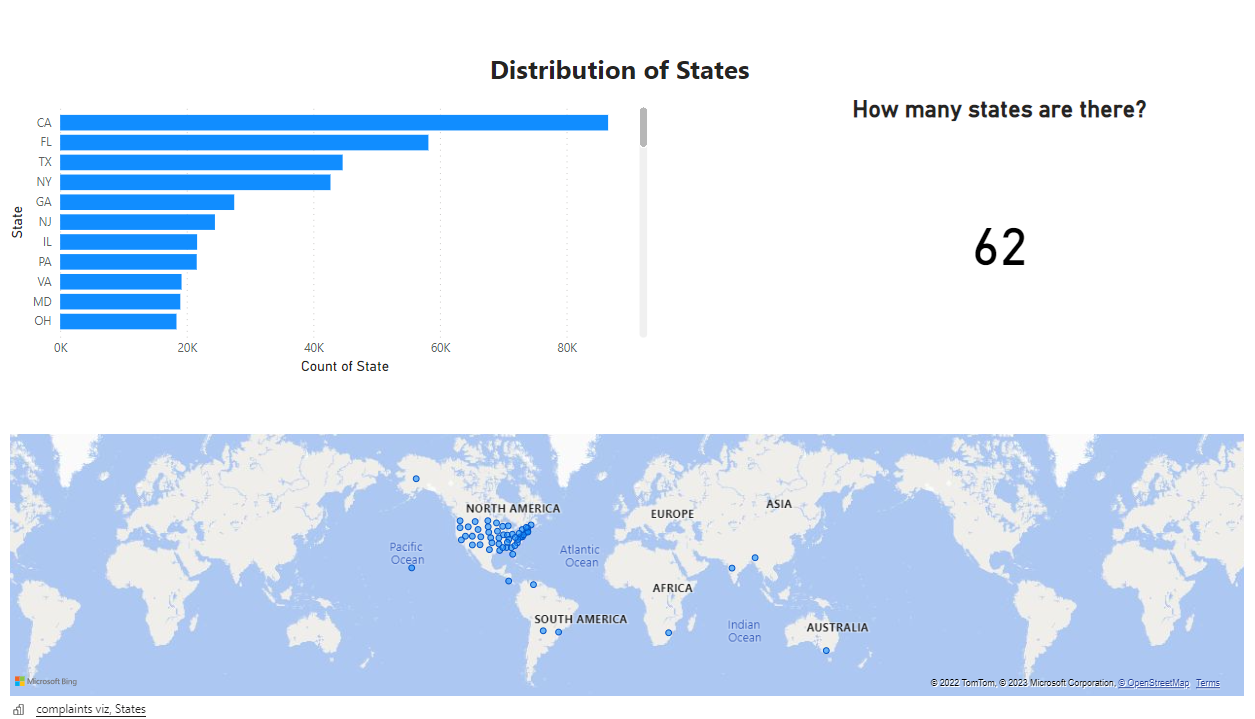 Distribution of States
How many states are there?
State
CA
FL
TX
NY
GA
NJ
IL
PA
VA
MD
OH
0K 20K 40K 60K 80K
Count of State
62
NORTH AMERICA
EUROPE
ASIA
Pacific
Ocean
Atlantic
Ocean
AFRICA
SOUTH AMERICA
Indian
Ocean
AUSTRALIA
Microsoft Bing
© 2022 TomTom, © 2023 Microsoft Corporation, © OpenStreetMap Terms
complaints viz, States